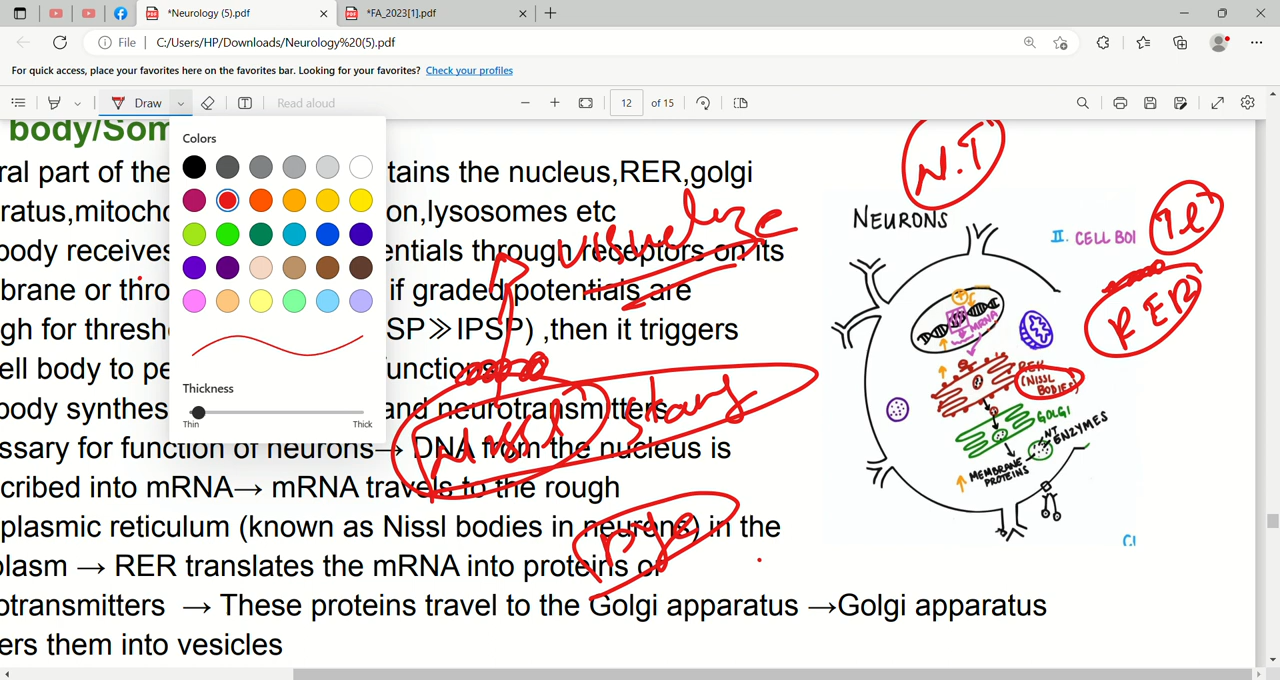 *Neurology (5).pdf
*FA_2023[1].pdf
File
C:/Users/HP/Downloads/Neurology%20(5).pdf
For quick access, place your favorites here on the favorites bar. Looking for your favorites? Check your profiles
Draw
Read aloud
12
of 15
Colors
Thickness
Thin
Thick
body/Som
ral part of the
tains the nucleus,RER,golgi
ratus,mitocho
on,lysosomes etc
body receives
entials through receptors on its
brane or thro
if graded potentials are
gh for thresh
SP≫IPSP) ,then it triggers
ell body to pe
unctions
body synthes
and neurotransmitters
ssary for function of neurons→ DNA from the nucleus is
cribed into mRNA→ mRNA travels to the rough
plasmic reticulum (known as Nissl bodies in neurons) in the
plasm → RER translates the mRNA into proteins or
otransmitters → These proteins travel to the Golgi apparatus →Golgi apparatus
ers them into vesicles
visualize
Nissl stany
Dye
N.T
RER
NEURONS
II. CELL BOI
MRNA
RER
(NISSL
BODIES)
GOLGI
NT
ENZYMES
MEMBRANE
PROTEINS
CI